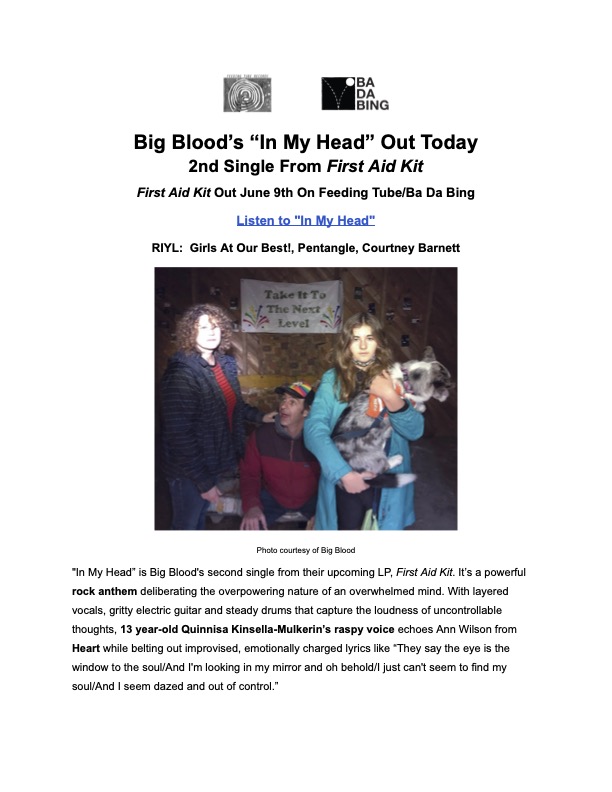 BA
DA
BING
Big Blood’s “In My Head” Out Today
2nd Single From First Aid Kit
First Aid Kit Out June 9th On Feeding Tube/Ba Da Bing
Listen to "In My Head"
RIYL:  Girls At Our Best!, Pentangle, Courtney Barnett
Take It To
The Next
Level
Photo courtesy of Big Blood
"In My Head” is Big Blood's second single from their upcoming LP, First Aid Kit. It’s a powerful
rock anthem deliberating the overpowering nature of an overwhelmed mind. With layered
vocals, gritty electric guitar and steady drums that capture the loudness of uncontrollable
thoughts, 13 year-old Quinnisa Kinsella-Mulkerin’s raspy voice echoes Ann Wilson from
Heart while belting out improvised, emotionally charged lyrics like “They say the eye is the
window to the soul/And I'm looking in my mirror and oh behold/I just can't seem to find my
soul/And I seem dazed and out of control.”